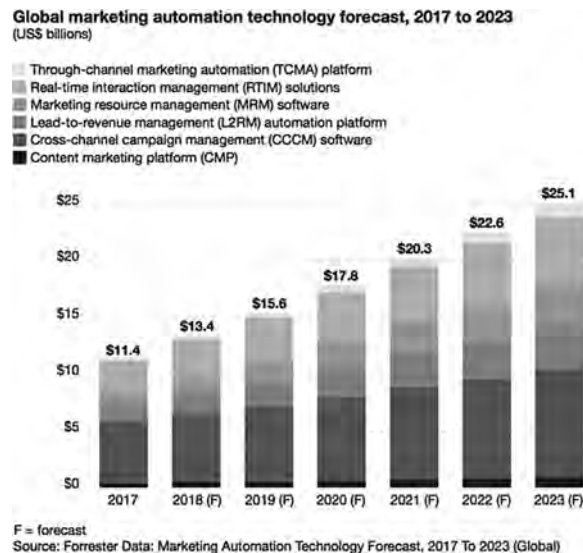 Global marketing automation technology forecast, 2017 to 2023
(US$ billions)
Through-channel marketing automation (TCMA) platform
Real-time interaction management (RTIM) solutions
Marketing resource management (MRM) software
Lead-to-revenue management (L2RM) automation platform
Cross-channel campaign management (CCCM) software
Content marketing platform (CMP)
$25
$20
$15
$10
$5
$0
$11.4
$13.4
$15.6
$17.8
$20.3
$22.6
$25.1
2017
2018 (F)
2019 (F)
2020 (F)
2021 (F)
2022 (F)
2023 (F)
F = forecast
Source: Forrester Data: Marketing Automation Technology Forecast, 2017 To 2023 (Global)